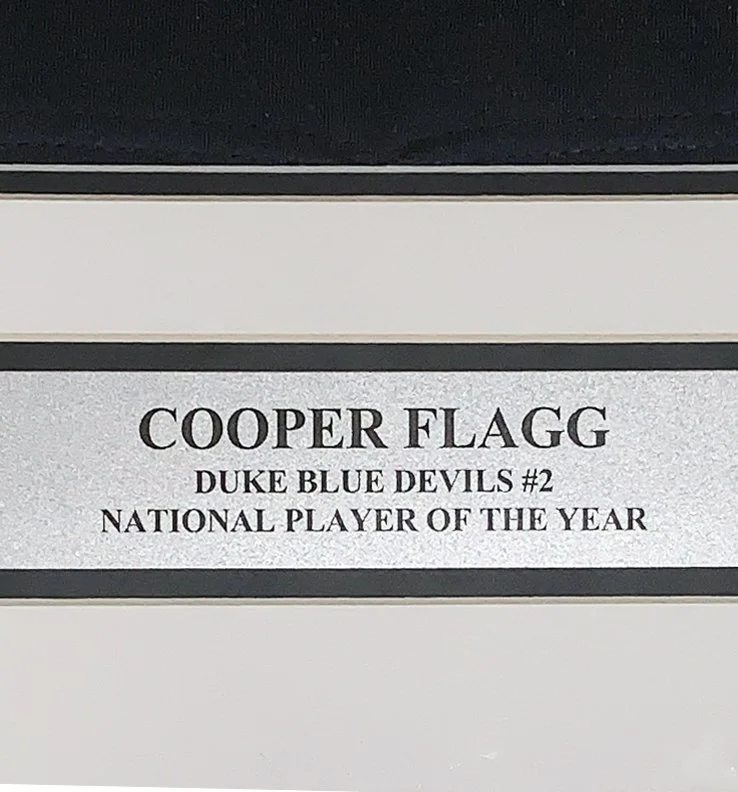 COOPER FLAGG
DUKE BLUE DEVILS #2
NATIONAL PLAYER OF THE YEAR